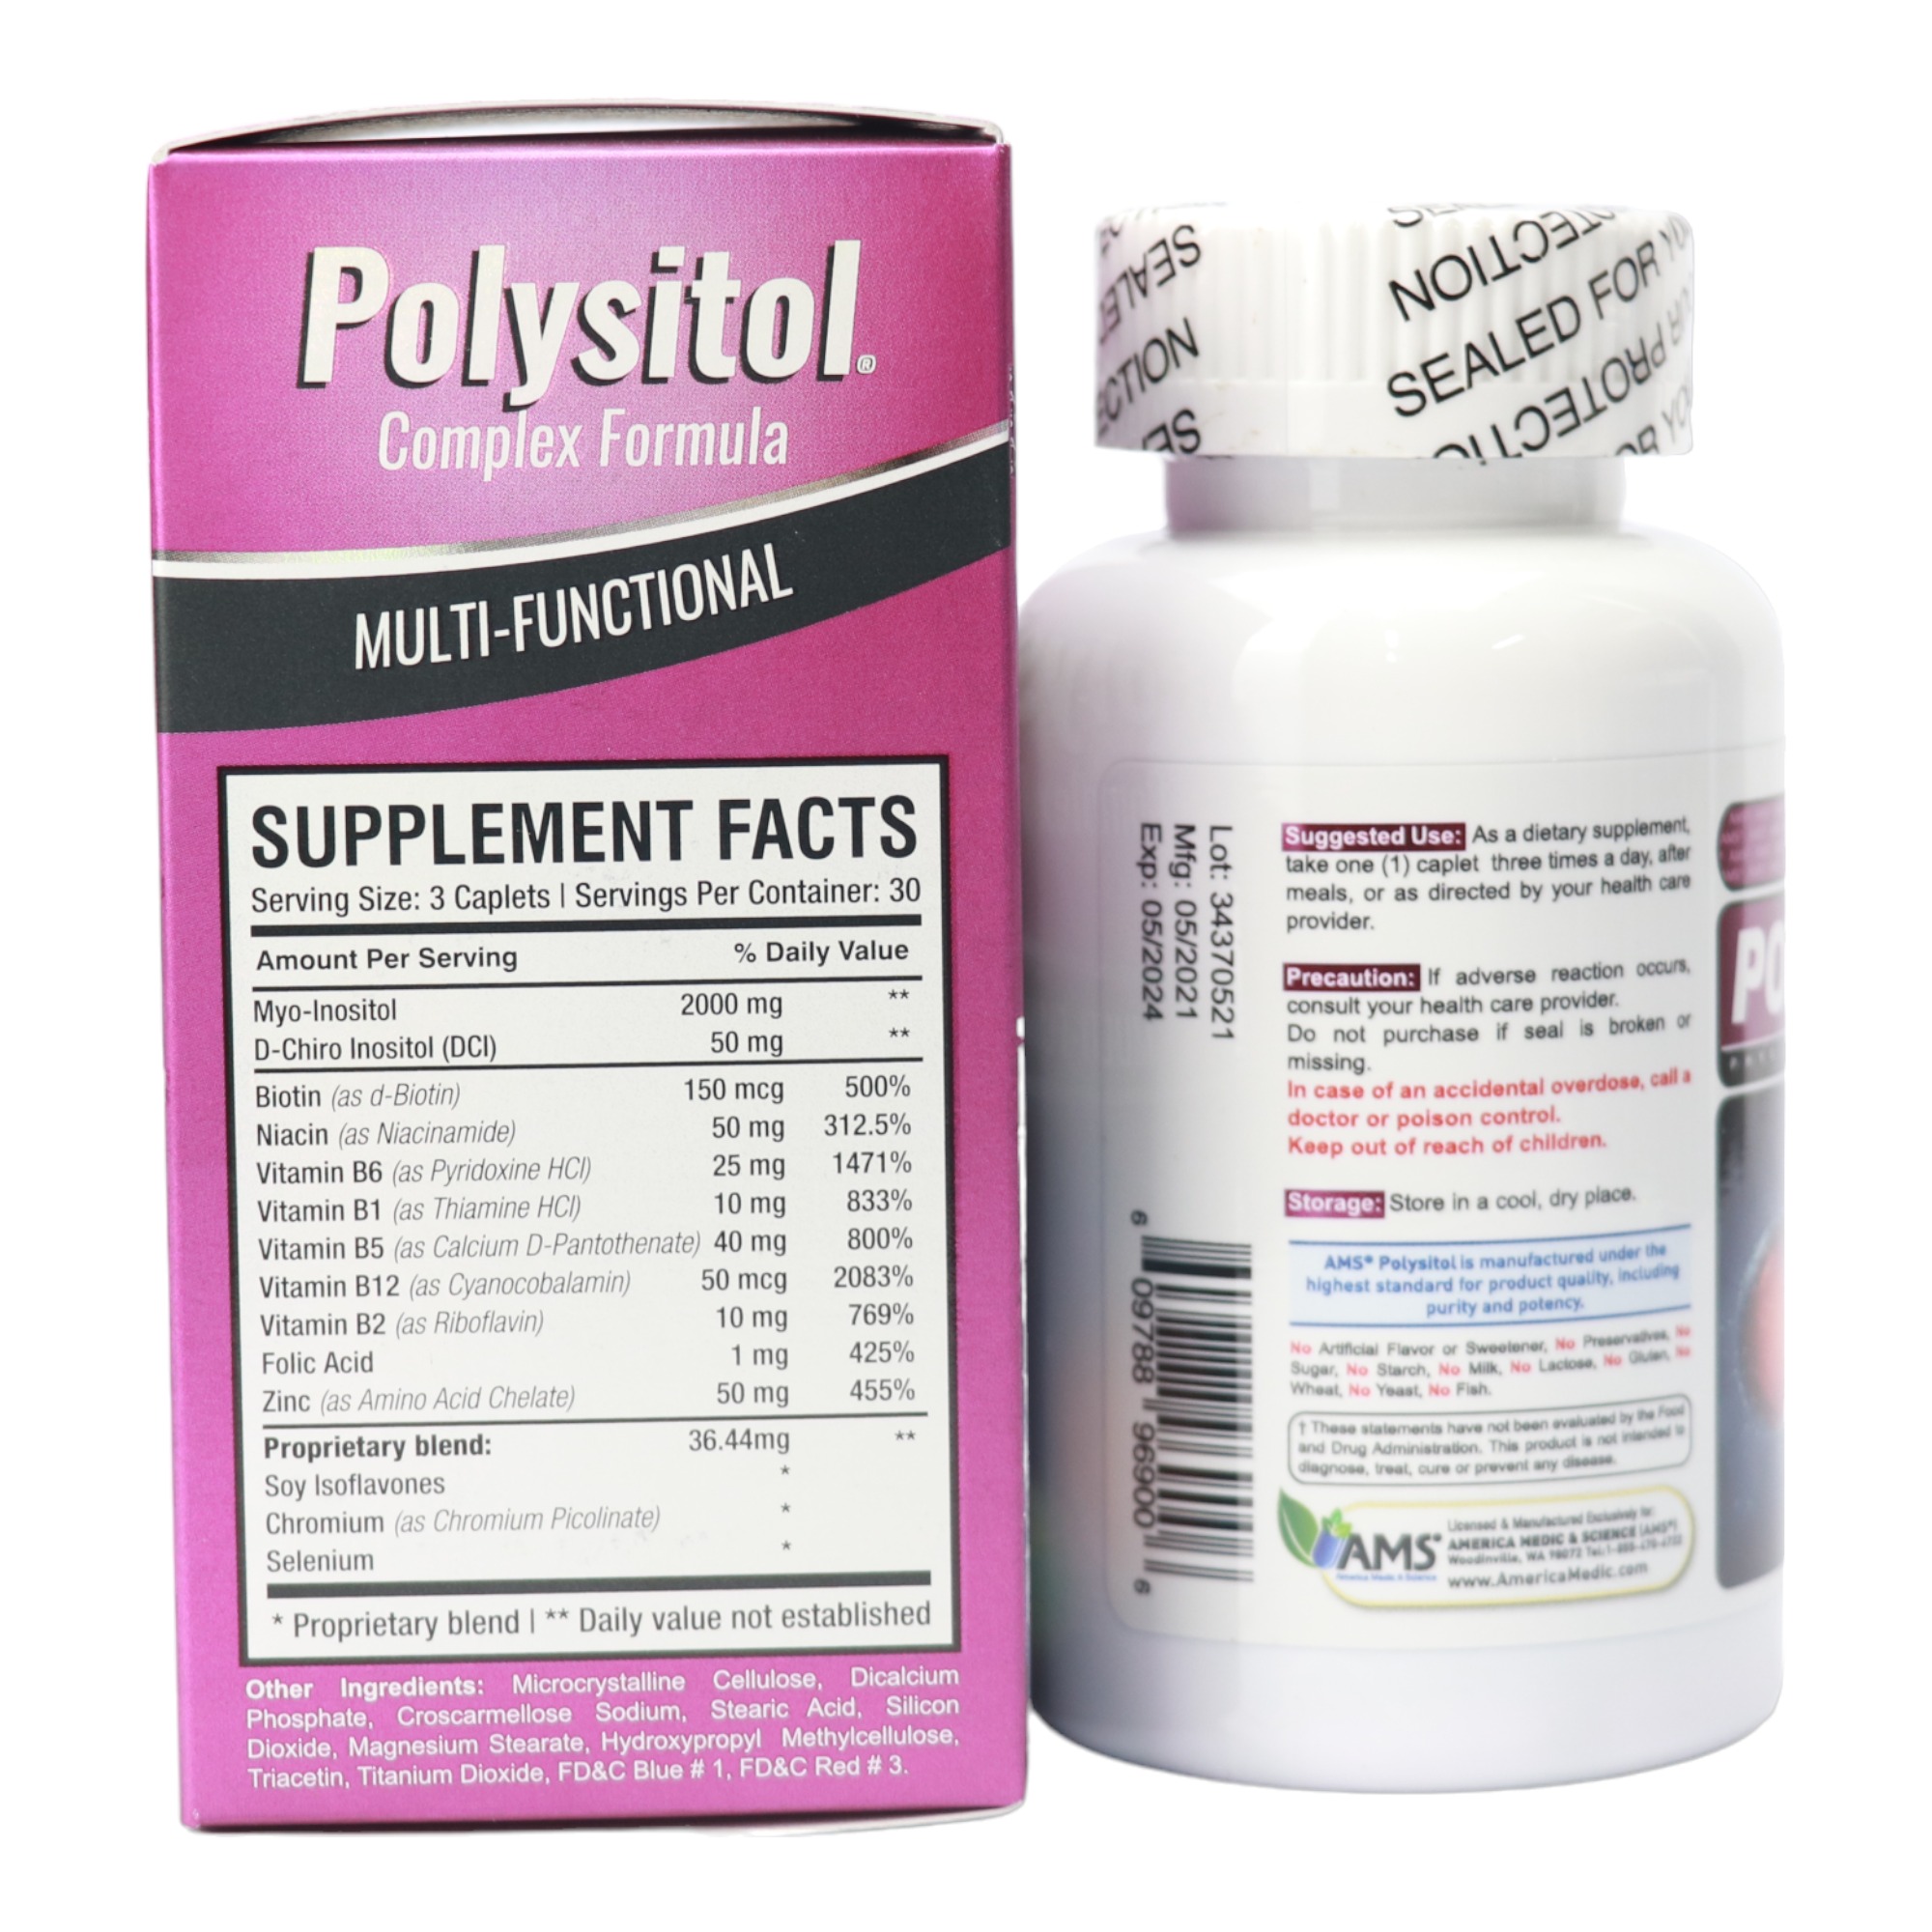 Polysitol®
Complex Formula
MULTI-FUNCTIONAL
SUPPLEMENT FACTS
Serving Size: 3 Caplets | Servings Per Container: 30
Amount Per Serving % Daily Value
Myo-Inositol 2000 mg **
D-Chiro Inositol (DCI) 50 mg **
Biotin (as d-Biotin) 150 mcg 500%
Niacin (as Niacinamide) 50 mg 312.5%
Vitamin B6 (as Pyridoxine HCl) 25 mg 1471%
Vitamin B1 (as Thiamine HCl) 10 mg 833%
Vitamin B5 (as Calcium D-Pantothenate) 40 mg 800%
Vitamin B12 (as Cyanocobalamin) 50 mcg 2083%
Vitamin B2 (as Riboflavin) 10 mg 769%
Folic Acid 1 mg 425%
Zinc (as Amino Acid Chelate) 50 mg 455%
Proprietary blend: 36.44mg **
Soy Isoflavones *
Chromium (as Chromium Picolinate) *
Selenium *
* Proprietary blend | ** Daily value not established
Other Ingredients: Microcrystalline Cellulose, Dicalcium
Phosphate, Croscarmellose Sodium, Stearic Acid, Silicon
Dioxide, Magnesium Stearate, Hydroxypropyl Methylcellulose,
Triacetin, Titanium Dioxide, FD&C Blue # 1, FD&C Red # 3.
SEALED
SEALED FOR
PROTECTION
Lot: 34370521
Mfg: 05/2021
Exp: 05/2024
6 09788 96900 6
Suggested Use: As a dietary supplement,
take one (1) caplet three times a day, after
meals, or as directed by your health care
provider.
Precaution: If adverse reaction occurs,
consult your health care provider.
Do not purchase if seal is broken or
missing.
In case of an accidental overdose, call a
doctor or poison control.
Keep out of reach of children.
Storage: Store in a cool, dry place.
AMS® Polysitol is manufactured under the
highest standard for product quality, including
purity and potency.
No Artificial Flavor or Sweetener, No Preservatives, No
Sugar, No Starch, No Milk, No Lactose, No Gluten, No
Wheat, No Yeast, No Fish.
† These statements have not been evaluated by the Food
and Drug Administration. This product is not intended to
diagnose, treat, cure or prevent any disease.
AMS®
Licensed & Manufactured Exclusively for:
AMERICA MEDIC & SCIENCE (AMS®)
Woodinville, WA 98072
www.AmericaMedic.com
PO